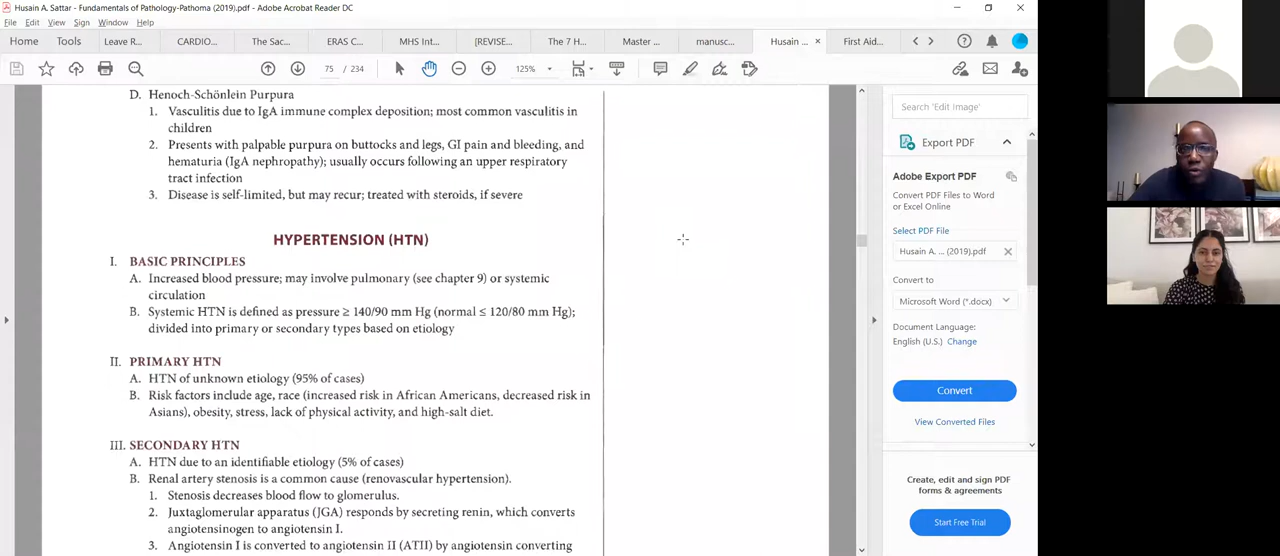 Husain A. Sattar - Fundamentals of Pathology-Pathoma (2019).pdf - Adobe Acrobat Reader DC
File Edit View Sign Window Help
Home Tools Leave R... CARDIO... The Sac... ERAS C... MHS Int... [REVISE... The 7 H... Master ... manusc... Husain ... × First Aid...
75 / 234 125%
D. Henoch-Schönlein Purpura
1. Vasculitis due to IgA immune complex deposition; most common vasculitis in
children
2. Presents with palpable purpura on buttocks and legs, GI pain and bleeding, and
hematuria (IgA nephropathy); usually occurs following an upper respiratory
tract infection
3. Disease is self-limited, but may recur; treated with steroids, if severe
HYPERTENSION (HTN)
I. BASIC PRINCIPLES
A. Increased blood pressure; may involve pulmonary (see chapter 9) or systemic
circulation
B. Systemic HTN is defined as pressure ≥ 140/90 mm Hg (normal ≤ 120/80 mm Hg);
divided into primary or secondary types based on etiology
II. PRIMARY HTN
A. HTN of unknown etiology (95% of cases)
B. Risk factors include age, race (increased risk in African Americans, decreased risk in
Asians), obesity, stress, lack of physical activity, and high-salt diet.
III. SECONDARY HTN
A. HTN due to an identifiable etiology (5% of cases)
B. Renal artery stenosis is a common cause (renovascular hypertension).
1. Stenosis decreases blood flow to glomerulus.
2. Juxtaglomerular apparatus (JGA) responds by secreting renin, which converts
angiotensinogen to angiotensin I.
3. Angiotensin I is converted to angiotensin II (ATII) by angiotensin converting
Search 'Edit Image'
Export PDF
Adobe Export PDF
Convert PDF Files to Word
or Excel Online
Select PDF File
Husain A. ... (2019).pdf
Convert to
Microsoft Word (*.docx)
Document Language:
English (U.S.) Change
Convert
View Converted Files
Create, edit and sign PDF
forms & agreements
Start Free Trial